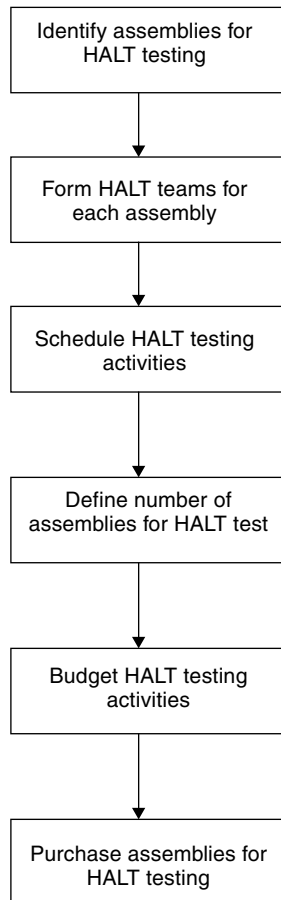 Identify assemblies for
HALT testing
Form HALT teams for
each assembly
Schedule HALT testing
activities
Define number of
assemblies for HALT test
Budget HALT testing
activities
Purchase assemblies for
HALT testing